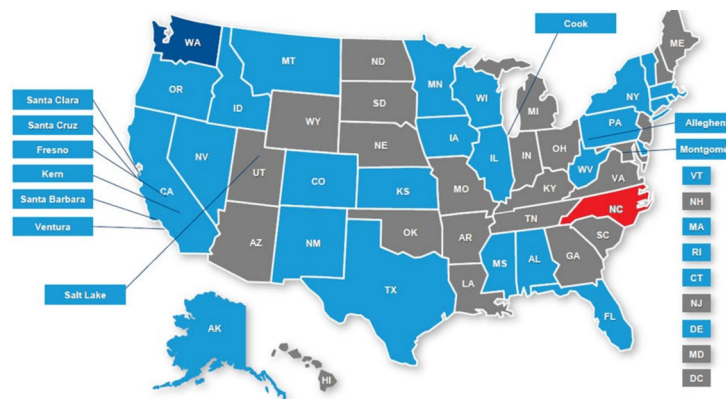 Cook
WA
ME
MT
ND
OR
MN
ID
SD
WI
NY
MI
Santa Clara
WY
Santa Cruz
IA
PA
Alleghen
NE
Fresno
NV
IL
IN
OH
Montgome
UT
Kern
CA
CO
WV
VA
VT
KS
MO
KY
Santa Barbara
NC
NH
TN
Ventura
OK
AZ
NM
AR
SC
MA
MS
AL
GA
RI
Salt Lake
TX
LA
CT
FL
NJ
AK
DE
HI
MD
DC